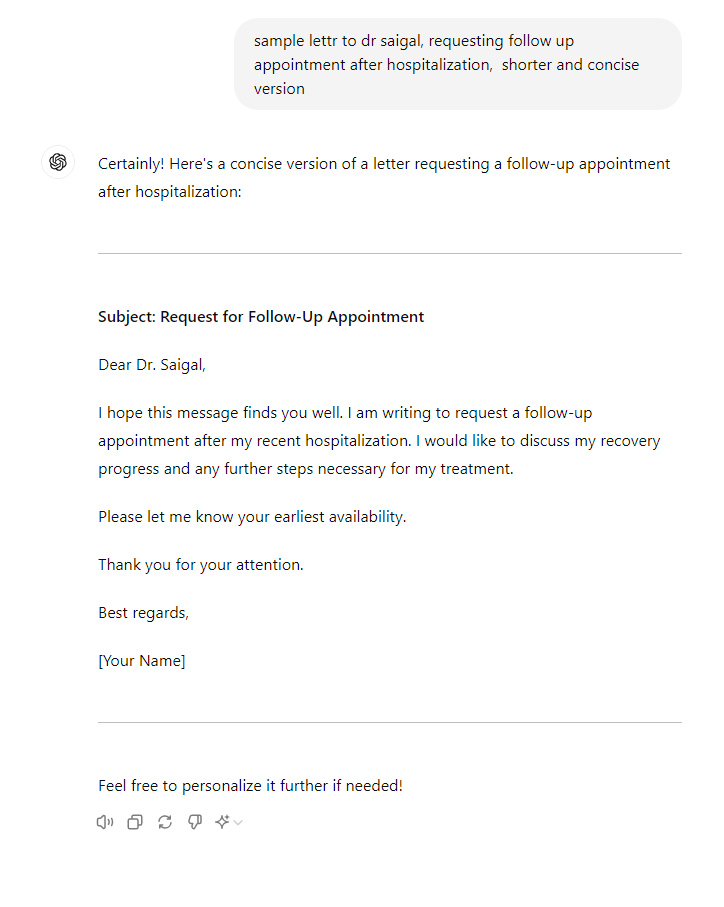 sample lettr to dr saigal, requesting follow up
appointment after hospitalization,  shorter and concise
version
Certainly! Here's a concise version of a letter requesting a follow-up appointment
after hospitalization:
Subject: Request for Follow-Up Appointment
Dear Dr. Saigal,
I hope this message finds you well. I am writing to request a follow-up
appointment after my recent hospitalization. I would like to discuss my recovery
progress and any further steps necessary for my treatment.
Please let me know your earliest availability.
Thank you for your attention.
Best regards,
[Your Name]
Feel free to personalize it further if needed!